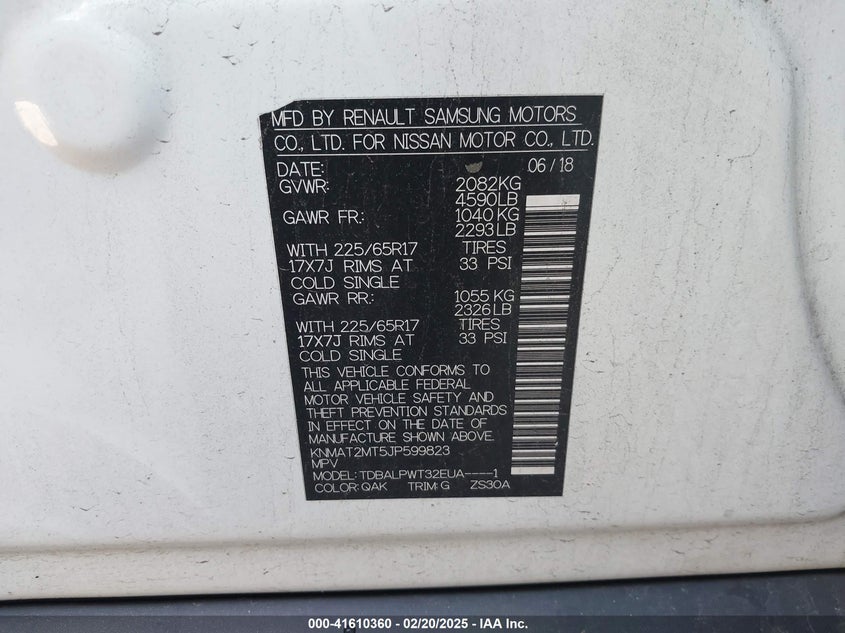 MFD BY RENAULT SAMSUNG MOTORS
CO., LTD. FOR NISSAN MOTOR CO., LTD.
DATE: 06/18
GVWR: 2082KG
4590LB
GAWR FR: 1040KG
2293LB
WITH 225/65R17 TIRES
17X7J RIMS AT 33 PSI
COLD SINGLE
GAWR RR: 1055 KG
2326LB
WITH 225/65R17 TIRES
17X7J RIMS AT 33 PSI
COLD SINGLE
THIS VEHICLE CONFORMS TO
ALL APPLICABLE FEDERAL
MOTOR VEHICLE SAFETY AND
THEFT PREVENTION STANDARDS
IN EFFECT ON THE DATE OF
MANUFACTURE SHOWN ABOVE.
KNMAT2MT5JP599823
MPV
MODEL: TDBALPWT32EUA----1
COLOR: QAK TRIM: G ZS30A
000-41610360 - 02/20/2025 - IAA Inc.